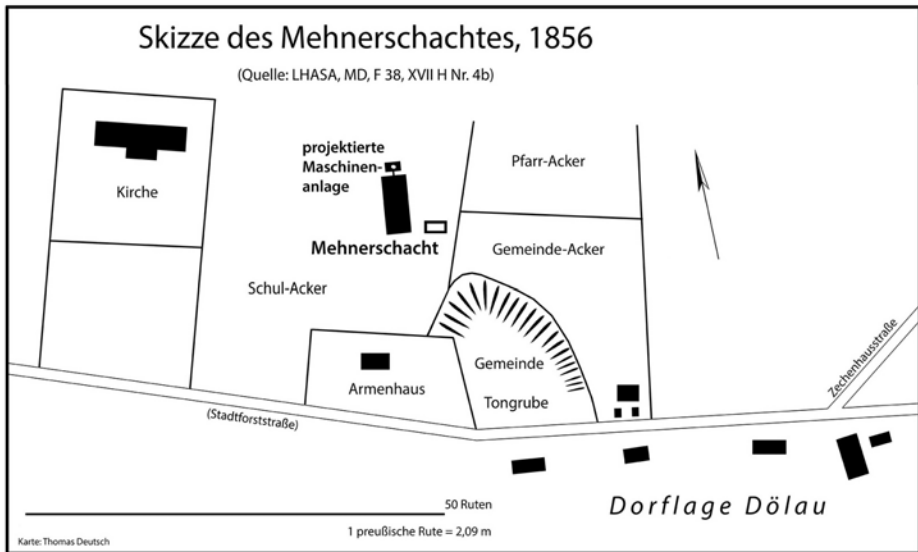 Skizze des Mehnerschachtes, 1856
(Quelle: LHASA, MD, F 38, XVII H Nr. 4b)
projektierte
Maschinen-
anlage
Pfarr-Acker
Kirche
Mehnerschacht
Gemeinde-Acker
Schul-Acker
Gemeinde
Armenhaus
Tongrube
Zechenhausstraße
(Stadtforststraße)
50 Ruten
Dorflage Dölau
1 preußische Rute = 2,09 m
Karte: Thomas Deutsch